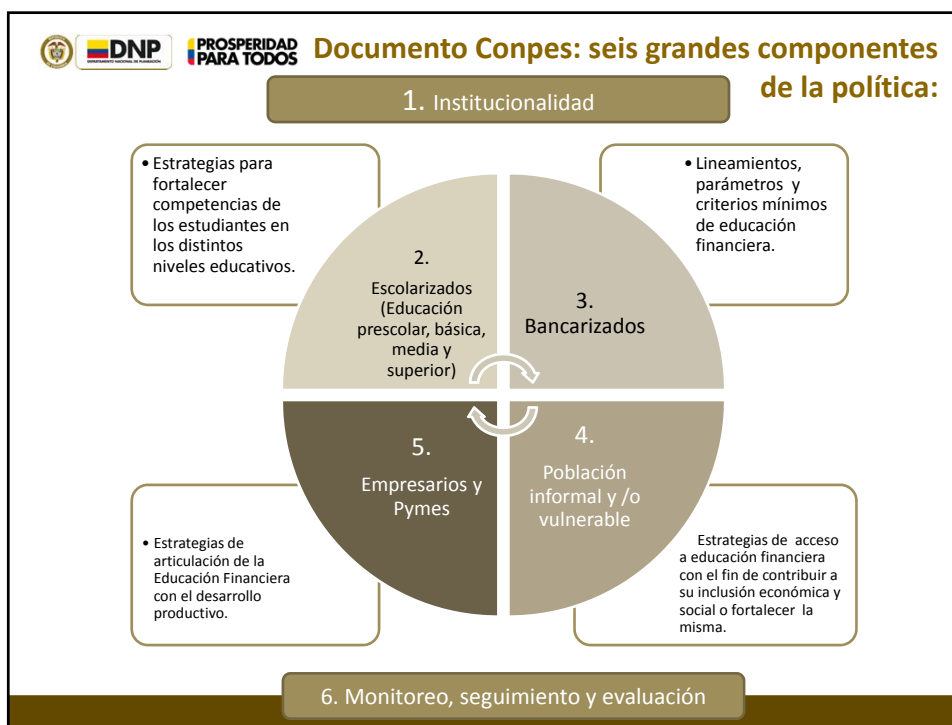 DNP
DEPARTAMENTO NACIONAL DE PLANEACIÓN
PROSPERIDAD
PARA TODOS
Documento Conpes: seis grandes componentes
de la política:
1. Institucionalidad
• Estrategias para
fortalecer
competencias de
los estudiantes en
los distintos
niveles educativos.
• Lineamientos,
parámetros y
criterios mínimos
de educación
financiera.
2.
Escolarizados
(Educación
prescolar, básica,
media y
superior)
3.
Bancarizados
5.
Empresarios y
Pymes
4.
Población
informal y /o
vulnerable
• Estrategias de
articulación de la
Educación Financiera
con el desarrollo
productivo.
Estrategias de acceso
a educación financiera
con el fin de contribuir a
su inclusión económica y
social o fortalecer la
misma.
6. Monitoreo, seguimiento y evaluación